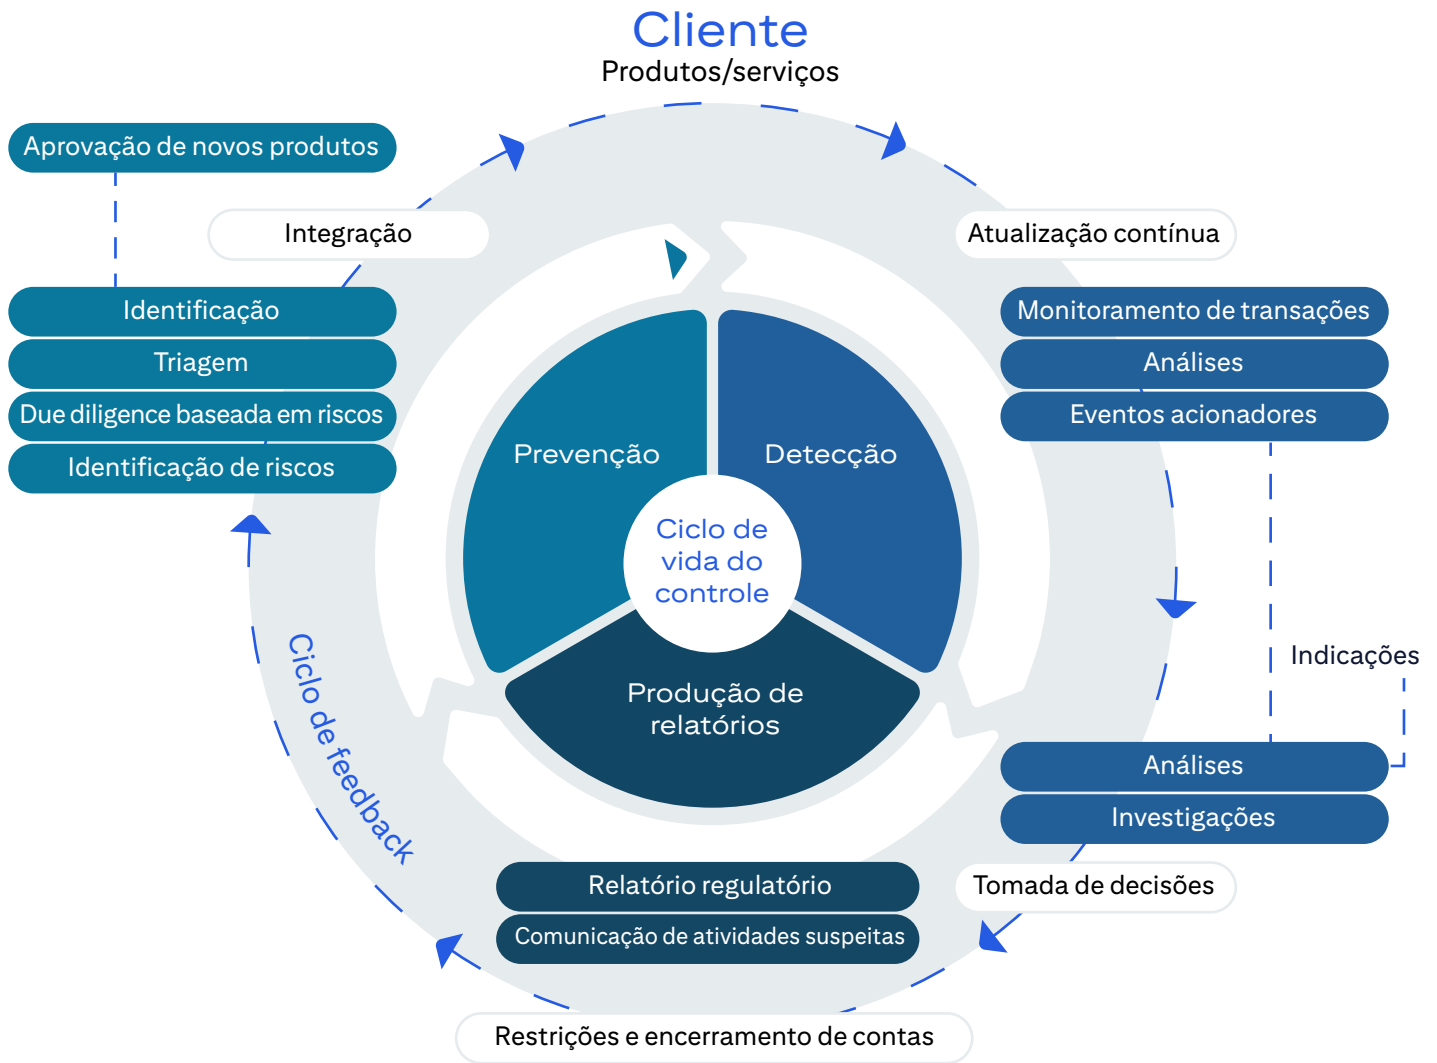 Cliente
Produtos/serviços
Aprovação de novos produtos
Integração
Atualização contínua
Identificação
Triagem
Due diligence baseada em riscos
Identificação de riscos
Monitoramento de transações
Análises
Eventos acionadores
Prevenção
Detecção
Ciclo de
vida do
controle
Produção de
relatórios
Ciclo de feedback
Indicações
Análises
Investigações
Tomada de decisões
Relatório regulatório
Comunicação de atividades suspeitas
Restrições e encerramento de contas